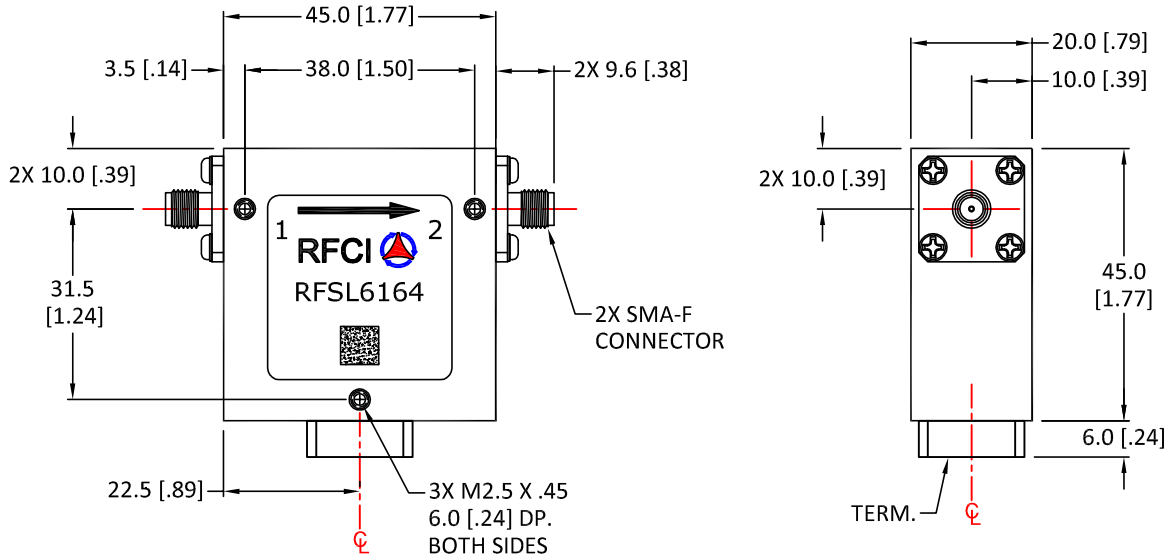 45.0 [1.77]
3.5 [.14]
38.0 [1.50]
2X 9.6 [.38]
2X 10.0 [.39]
31.5
[1.24]
1
2
RFCI
RFSL6164
2X SMA-F
CONNECTOR
22.5 [.89]
3X M2.5 X .45
6.0 [.24] DP.
BOTH SIDES
℄
20.0 [.79]
10.0 [.39]
2X 10.0 [.39]
45.0
[1.77]
6.0 [.24]
TERM.
℄